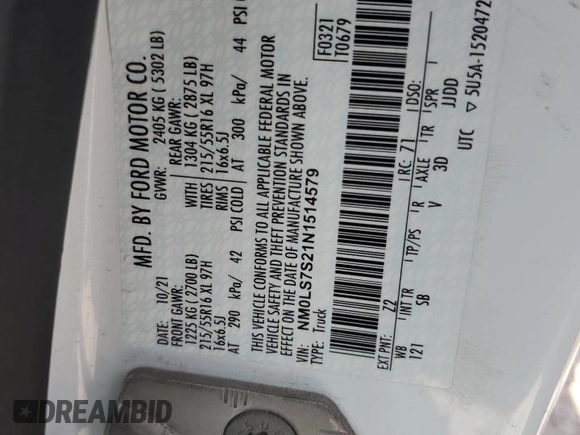 MFD. BY FORD MOTOR CO.
DATE: 10/21 GVWR: 2405 KG ( 5302 LB)
FRONT GAWR: REAR GAWR:
1225 KG ( 2700 LB) WITH 1304 KG ( 2875 LB)
215/55R16 XL 97H TIRES 215/55R16 XL 97H
16x6.5J RIMS 16x6.5J
AT 290 kPa/ 42 PSI COLD AT 300 kPa/ 44 PSI COLD
THIS VEHICLE CONFORMS TO ALL APPLICABLE FEDERAL MOTOR
VEHICLE SAFETY AND THEFT PREVENTION STANDARDS IN
EFFECT ON THE DATE OF MANUFACTURE SHOWN ABOVE.
VIN: NM0LS7S21N1514579
TYPE: Truck
F0321
T0679
EXT PNT: Z2 RC: 71 DSO:
WB INT TR TP/PS R AXLE TR SPR
121 SB V 3D JJDD
UTC ▽ 5U5A-1520472
DREAMBID